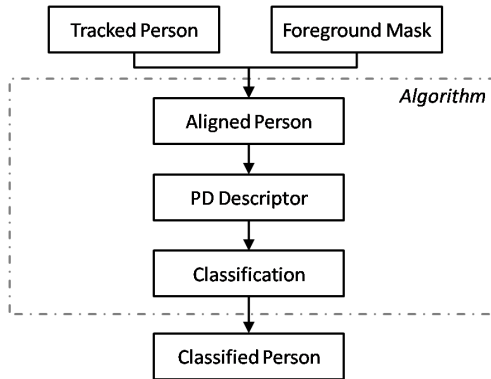 Tracked Person
Foreground Mask
Algorithm
Aligned Person
PD Descriptor
Classification
Classified Person